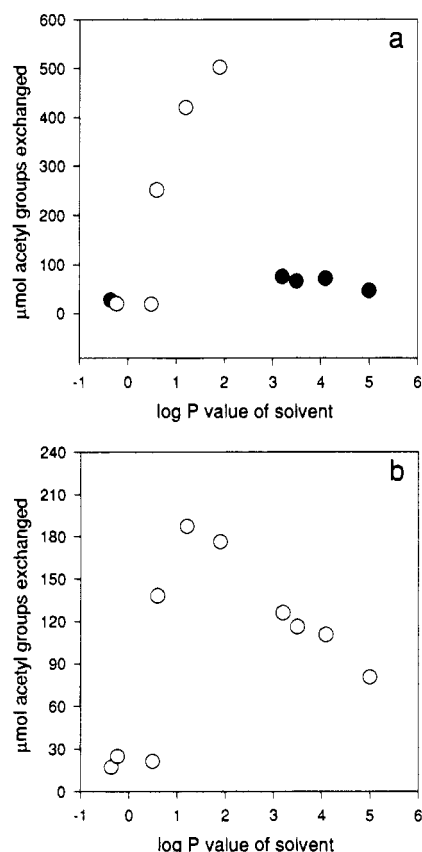 a
600
500
400
300
200
100
0
-1 0 1 2 3 4 5 6
μmol acetyl groups exchanged
log P value of solvent
b
240
210
180
150
120
90
60
30
0
-1 0 1 2 3 4 5 6
μmol acetyl groups exchanged
log P value of solvent